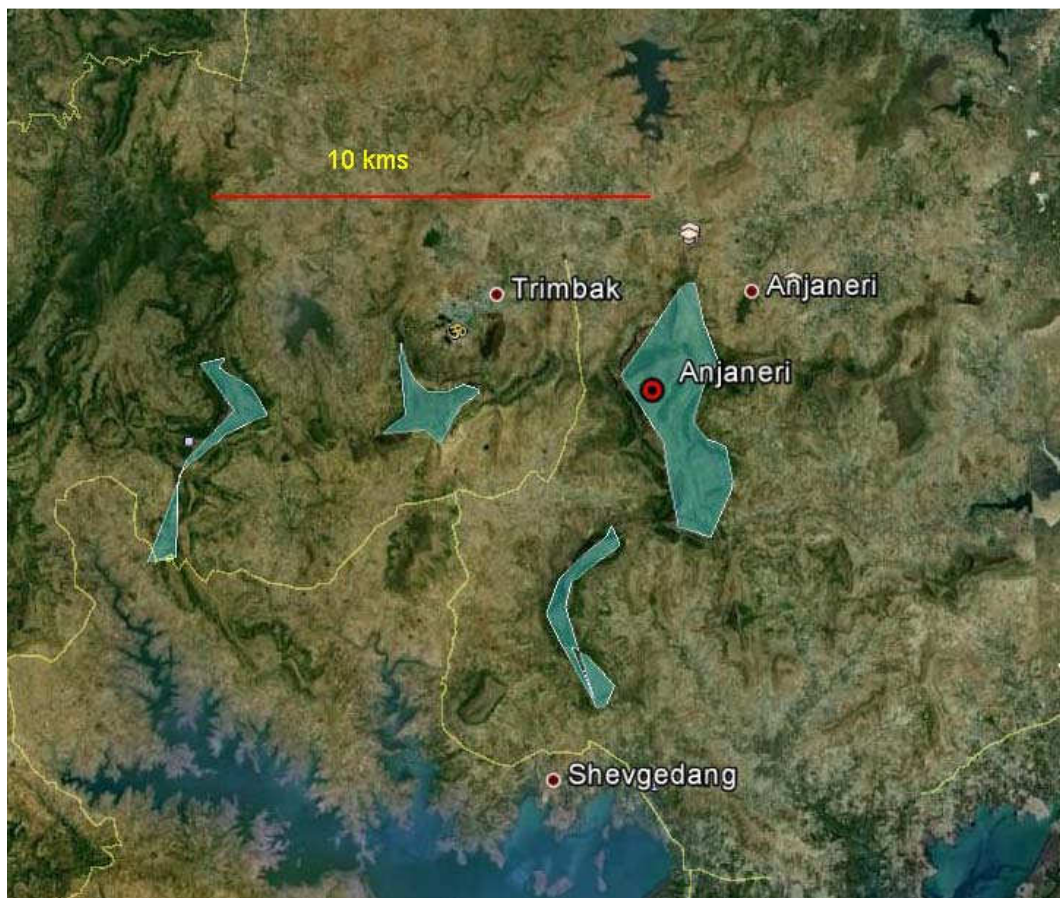 10 kms
Trimbak
Anjaneri
ॐ
Anjaneri
Shevgedang